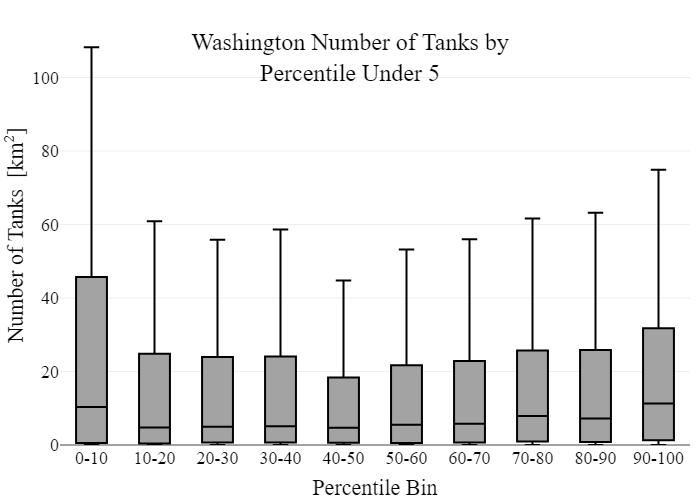 Washington Number of Tanks by
Percentile Under 5
Number of Tanks [km²]
100
80
60
40
20
0
0-10 10-20 20-30 30-40 40-50 50-60 60-70 70-80 80-90 90-100
Percentile Bin